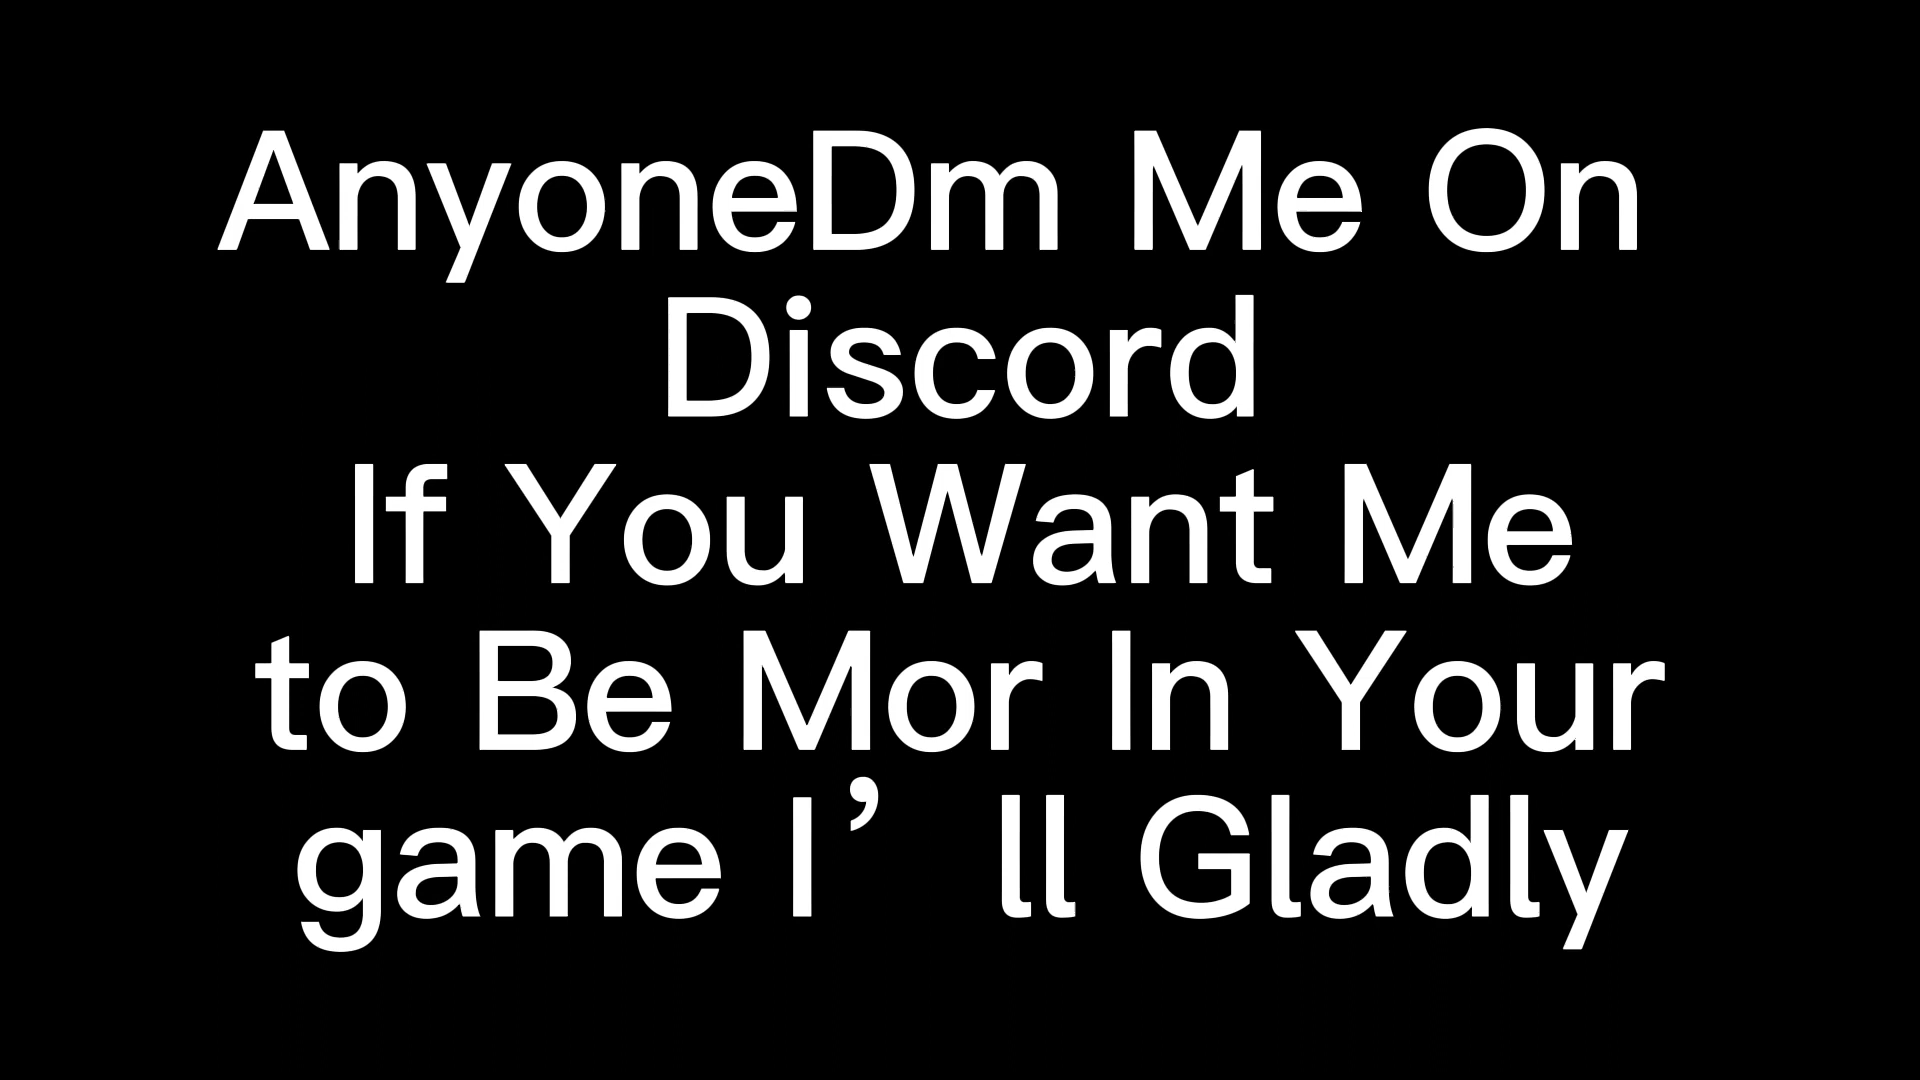 AnyoneDm Me On
Discord
If You Want Me
to Be Mor In Your
game I’ll Gladly